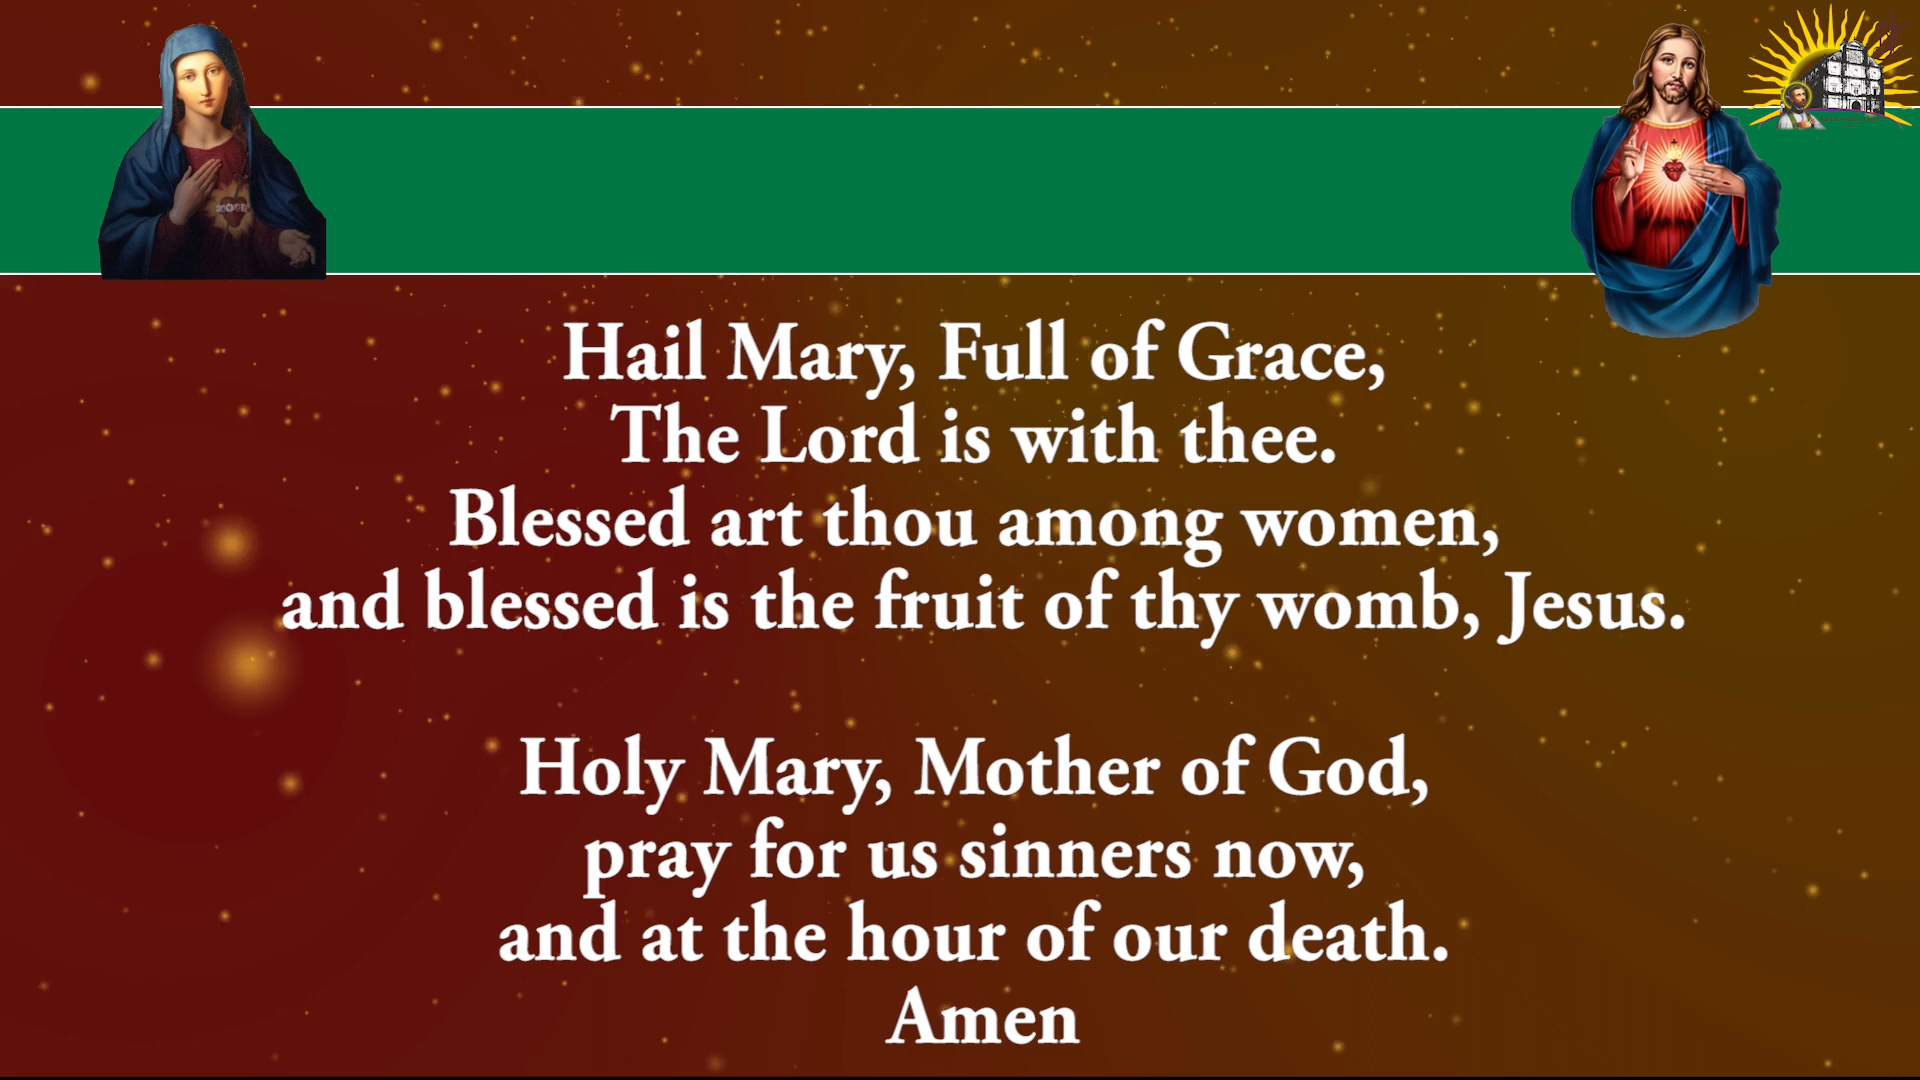 Hail Mary, Full of Grace,
The Lord is with thee.
Blessed art thou among women,
and blessed is the fruit of thy womb, Jesus.
Holy Mary, Mother of God,
pray for us sinners now,
and at the hour of our death.
Amen